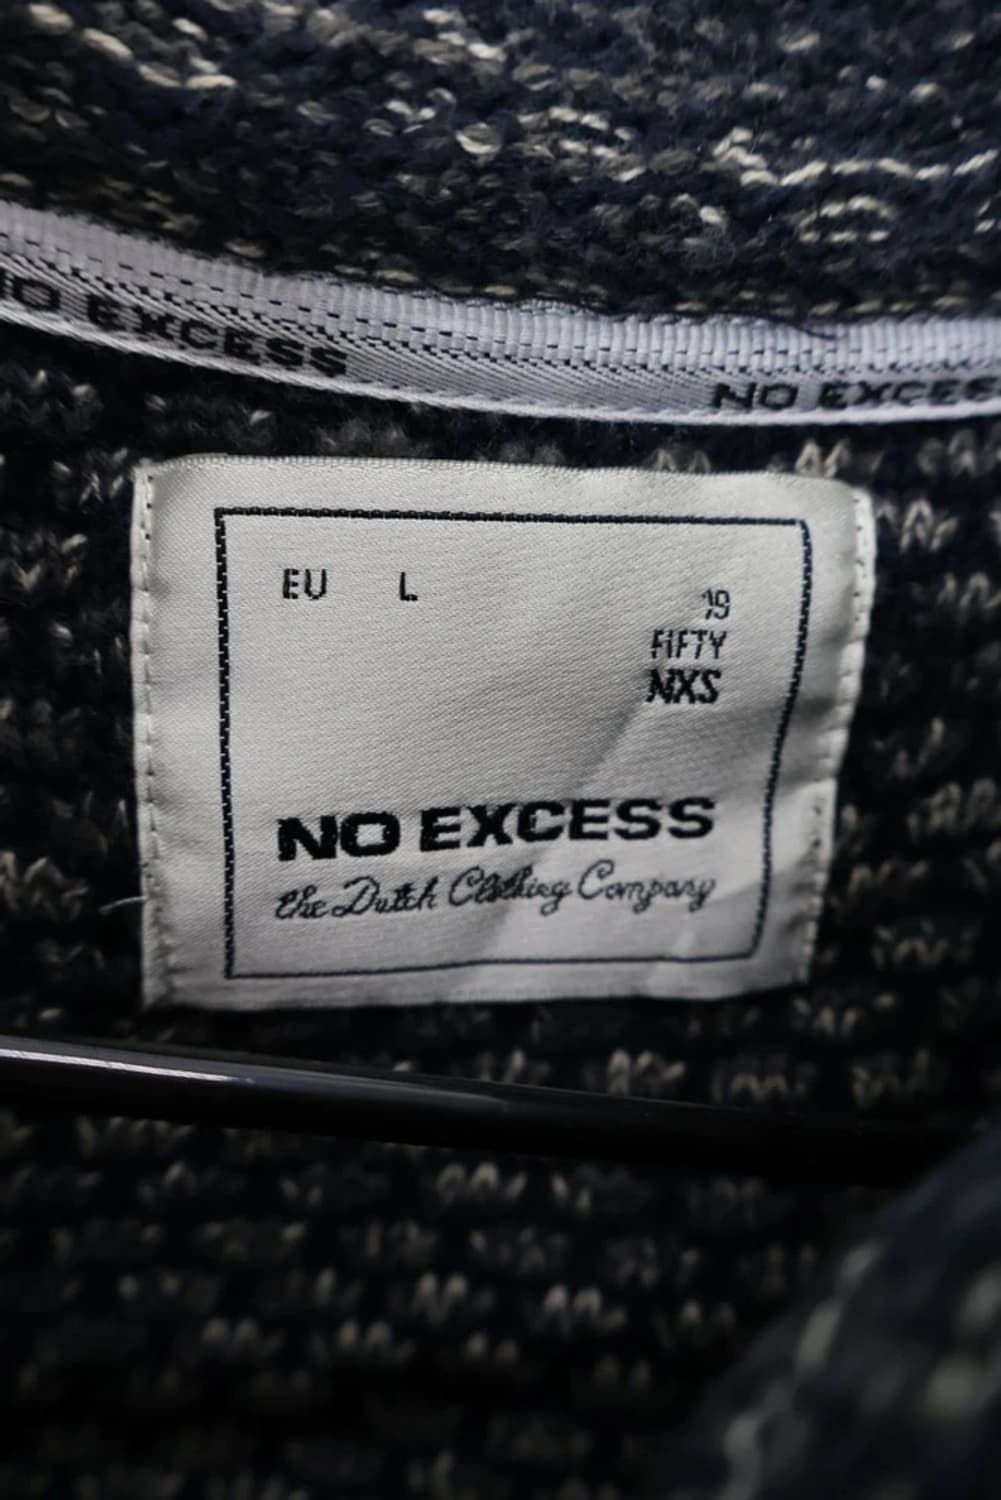 NO EXCESS
NO EXCESS
EU L
19
FIFTY
NXS
NO EXCESS
the Dutch Clothing Company